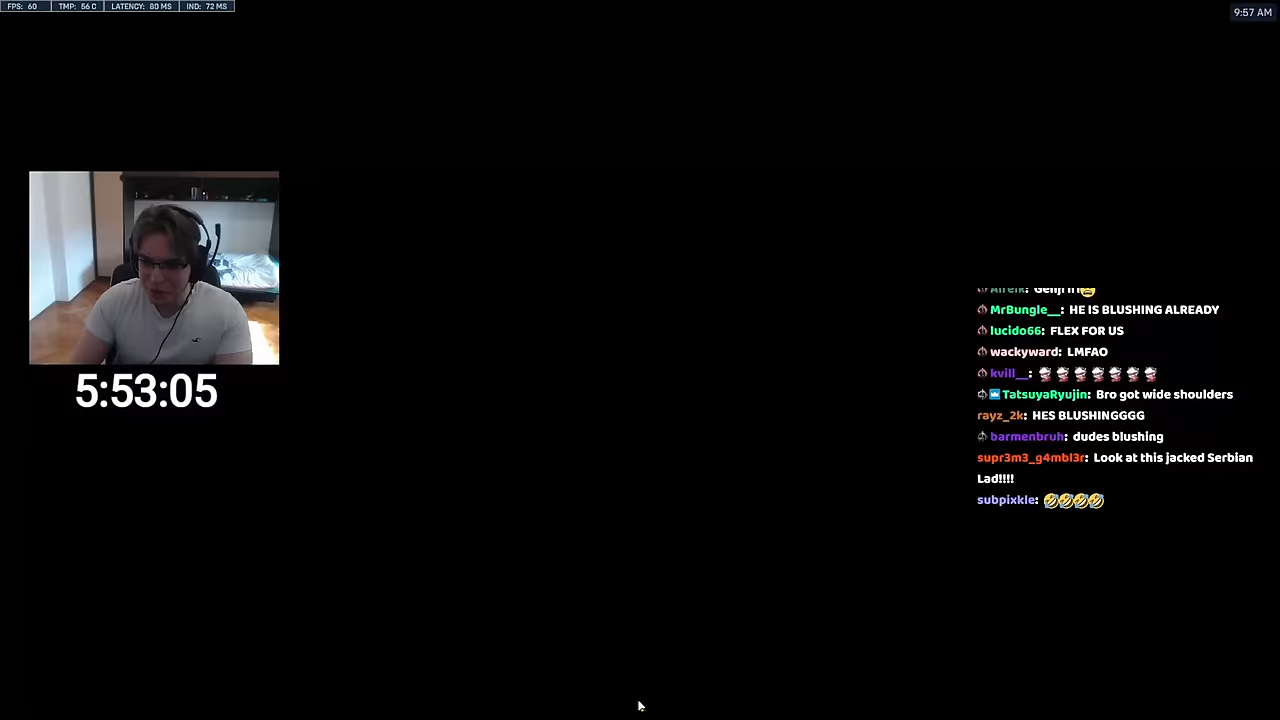 FPS: 60 TMP: 56 C LATENCY: 80 MS IND: 72 MS
9:57 AM
MrBungle__: HE IS BLUSHING ALREADY
lucido66: FLEX FOR US
wackyward: LMFAO
kvill__:
TatsuyaRyujin: Bro got wide shoulders
rayz_2k: HES BLUSHINGGGG
barmenbruh: dudes blushing
supr3m3_g4mbl3r: Look at this jacked Serbian
Lad!!!!
subpixkle: 🤣🤣🤣🤣
5:53:05